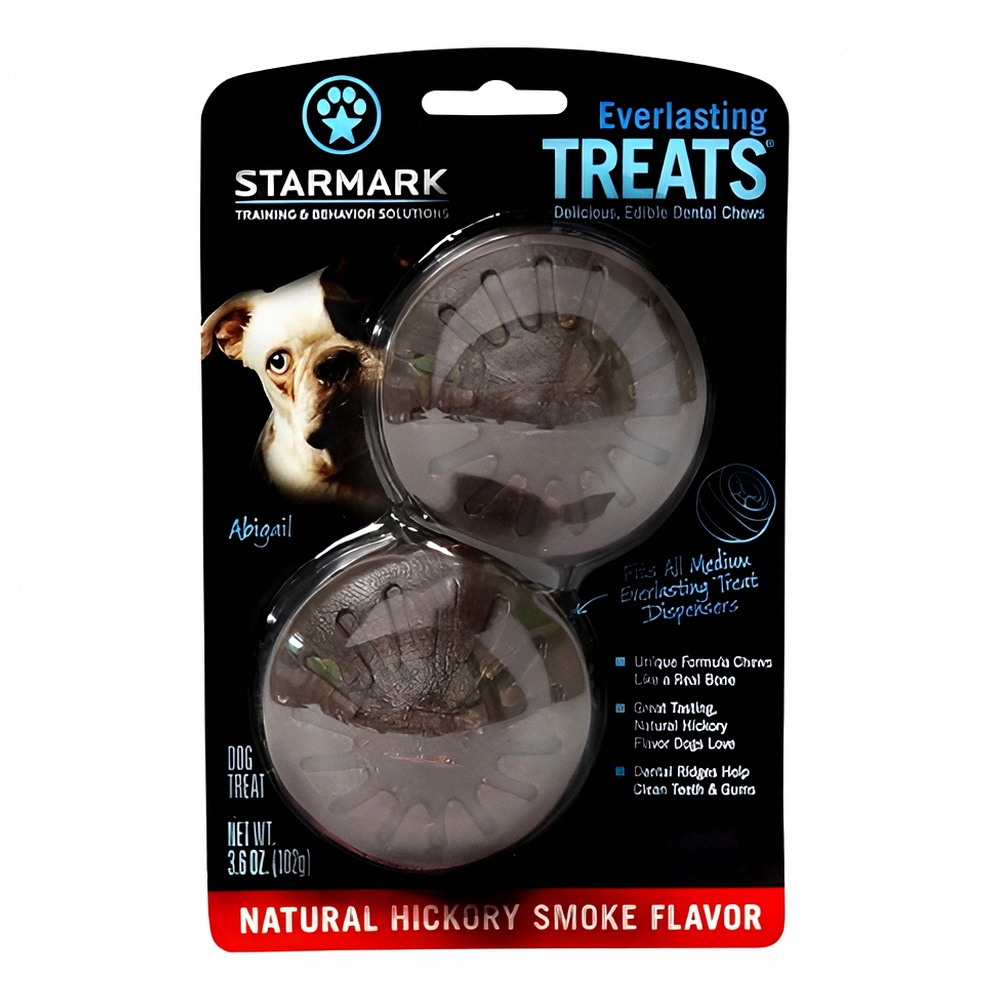 STARMARK
TRAINING & BEHAVIOR SOLUTIONS
Everlasting
TREATS®
Delicious, Edible Dental Chews
Abigail
Fits All Medium
Everlasting Treat
Dispensers
Unique Formula Chews
Like a Real Bone
Great Tasting,
Natural Hickory
Flavor Dogs Love
Dental Ridges Help
Clean Teeth & Gums
DOG
TREAT
NET WT.
3.6 OZ. (102g)
NATURAL HICKORY SMOKE FLAVOR